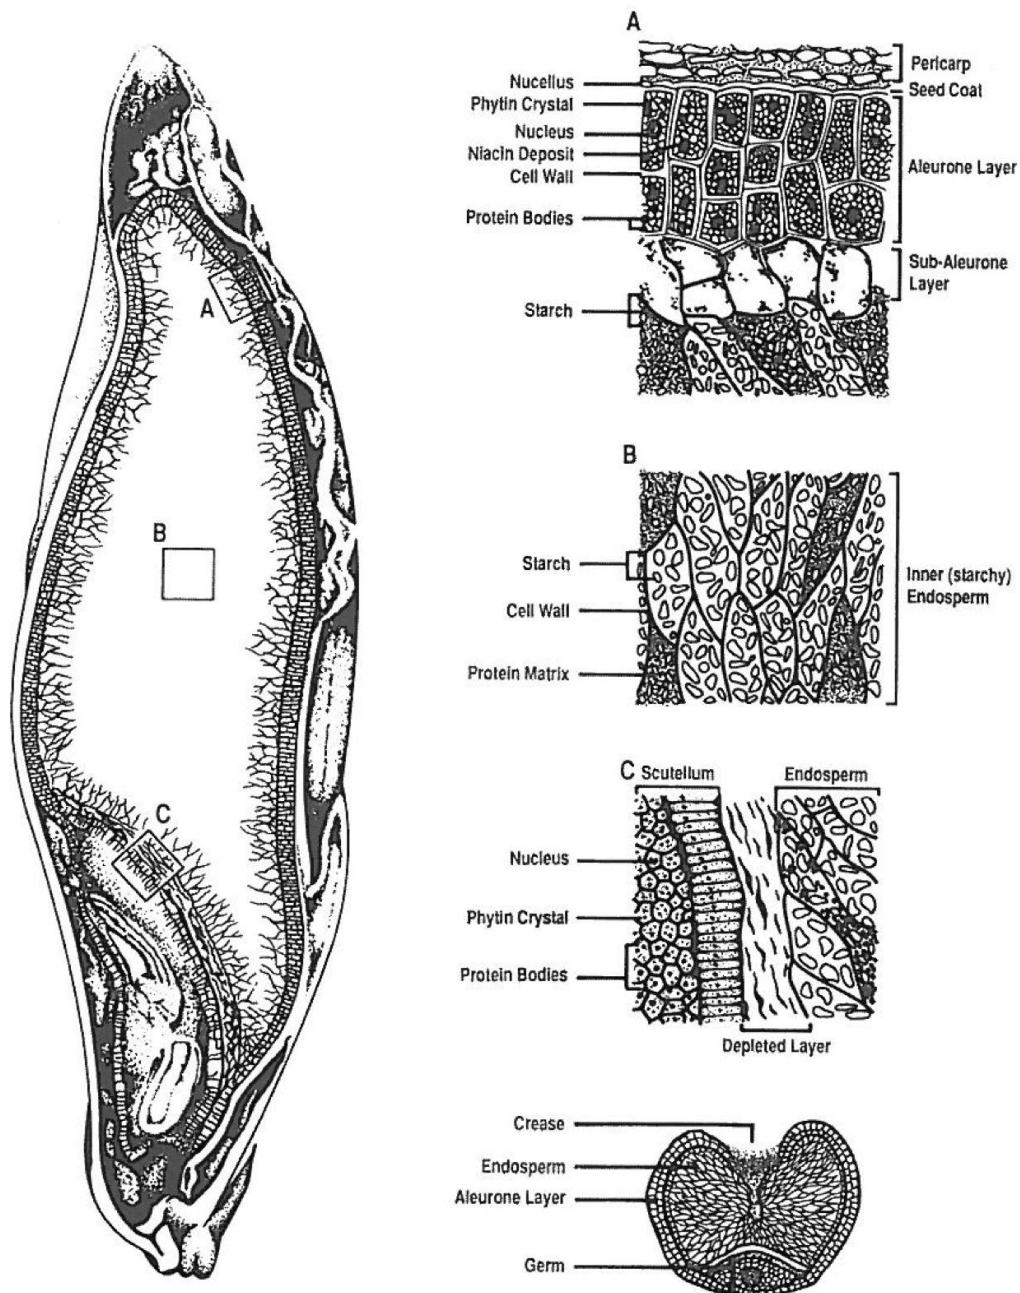 A
B
C
A
Nucellus
Phytin Crystal
Nucleus
Niacin Deposit
Cell Wall
Protein Bodies
Starch
Pericarp
Seed Coat
Aleurone Layer
Sub-Aleurone
Layer
B
Starch
Cell Wall
Protein Matrix
Inner (starchy)
Endosperm
C Scutellum
Endosperm
Nucleus
Phytin Crystal
Protein Bodies
Depleted Layer
Crease
Endosperm
Aleurone Layer
Germ